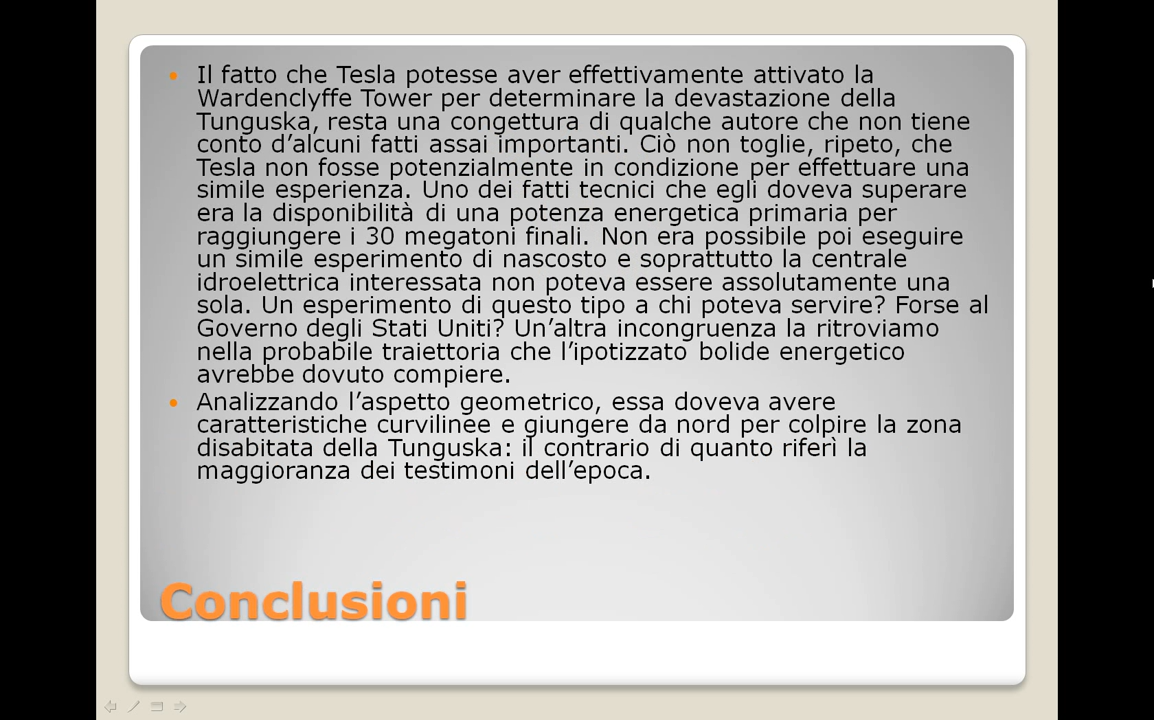 Il fatto che Tesla potesse aver effettivamente attivato la
Wardenclyffe Tower per determinare la devastazione della
Tunguska, resta una congettura di qualche autore che non tiene
conto d’alcuni fatti assai importanti. Ciò non toglie, ripeto, che
Tesla non fosse potenzialmente in condizione per effettuare una
simile esperienza. Uno dei fatti tecnici che egli doveva superare
era la disponibilità di una potenza energetica primaria per
raggiungere i 30 megatoni finali. Non era possibile poi eseguire
un simile esperimento di nascosto e soprattutto la centrale
idroelettrica interessata non poteva essere assolutamente una
sola. Un esperimento di questo tipo a chi poteva servire? Forse al
Governo degli Stati Uniti? Un’altra incongruenza la ritroviamo
nella probabile traiettoria che l’ipotizzato bolide energetico
avrebbe dovuto compiere.
Analizzando l’aspetto geometrico, essa doveva avere
caratteristiche curvilinee e giungere da nord per colpire la zona
disabitata della Tunguska: il contrario di quanto riferì la
maggioranza dei testimoni dell’epoca.
Conclusioni